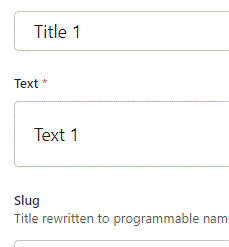 Title 1
Text *
Text 1
Slug
Title rewritten to programmable